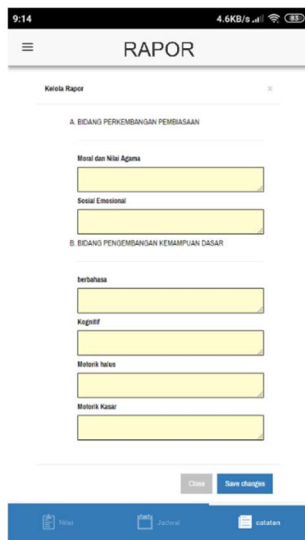 9:14
4.6KB/s 83
RAPOR
Kelola Rapor ×
A. BIDANG PERKEMBANGAN PEMBIASAAN
Moral dan Nilai Agama
Sosial Emosional
B. BIDANG PENGEMBANGAN KEMAMPUAN DASAR
berbahasa
Kognitif
Motorik halus
Motorik Kasar
Close Save changes
Nilai Jadwal catatan